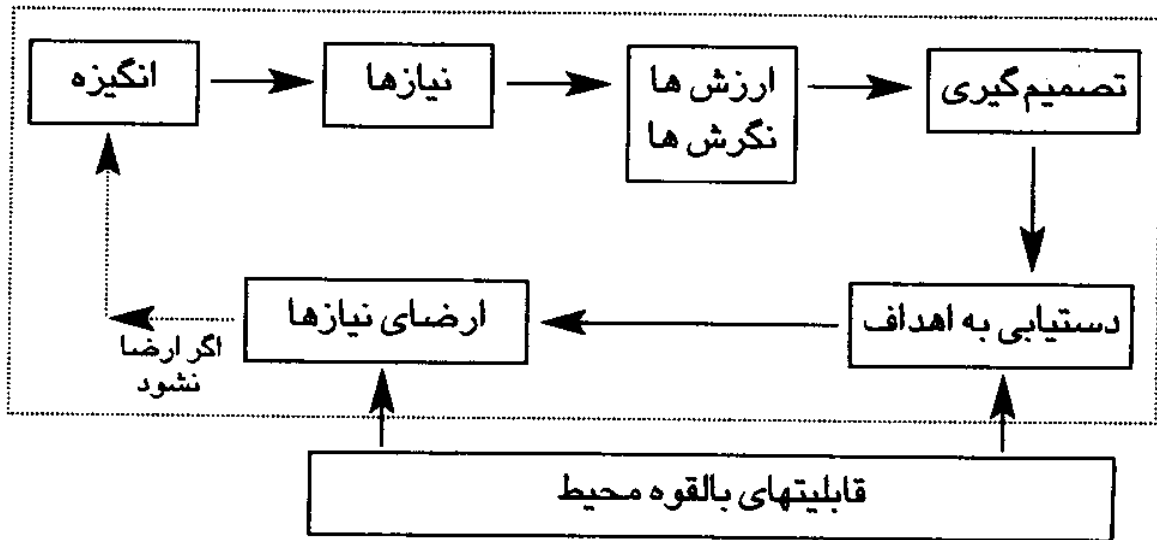 انگیزه
نیازها
ارزش ها
نگرش ها
تصمیم‌گیری
دستیابی به اهداف
ارضای نیازها
اگر ارضا
نشود
قابلیتهای بالقوه محیط